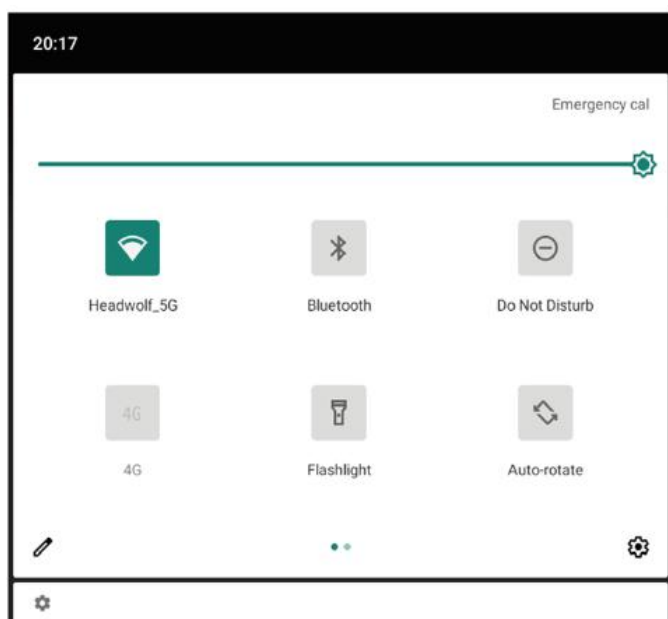 20:17
Emergency cal
Headwolf_5G Bluetooth Do Not Disturb
4G
4G Flashlight Auto-rotate